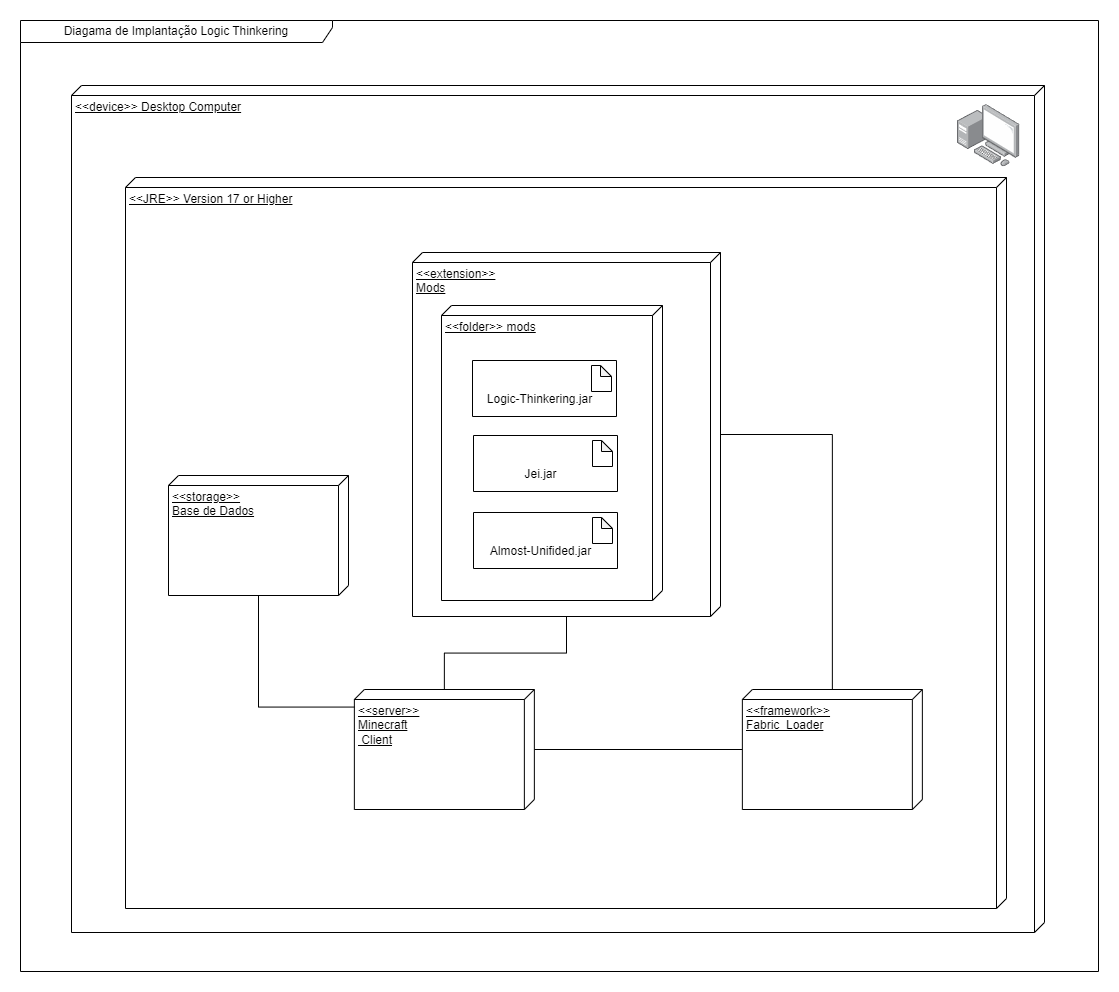 Diagama de Implantação Logic Thinkering
<<device>> Desktop Computer
<<JRE>> Version 17 or Higher
<<extension>>
Mods
<<folder>> mods
Logic-Thinkering.jar
Jei.jar
Almost-Unifided.jar
<<storage>>
Base de Dados
<<server>>
Minecraft
_Client
<<framework>>
Fabric_Loader